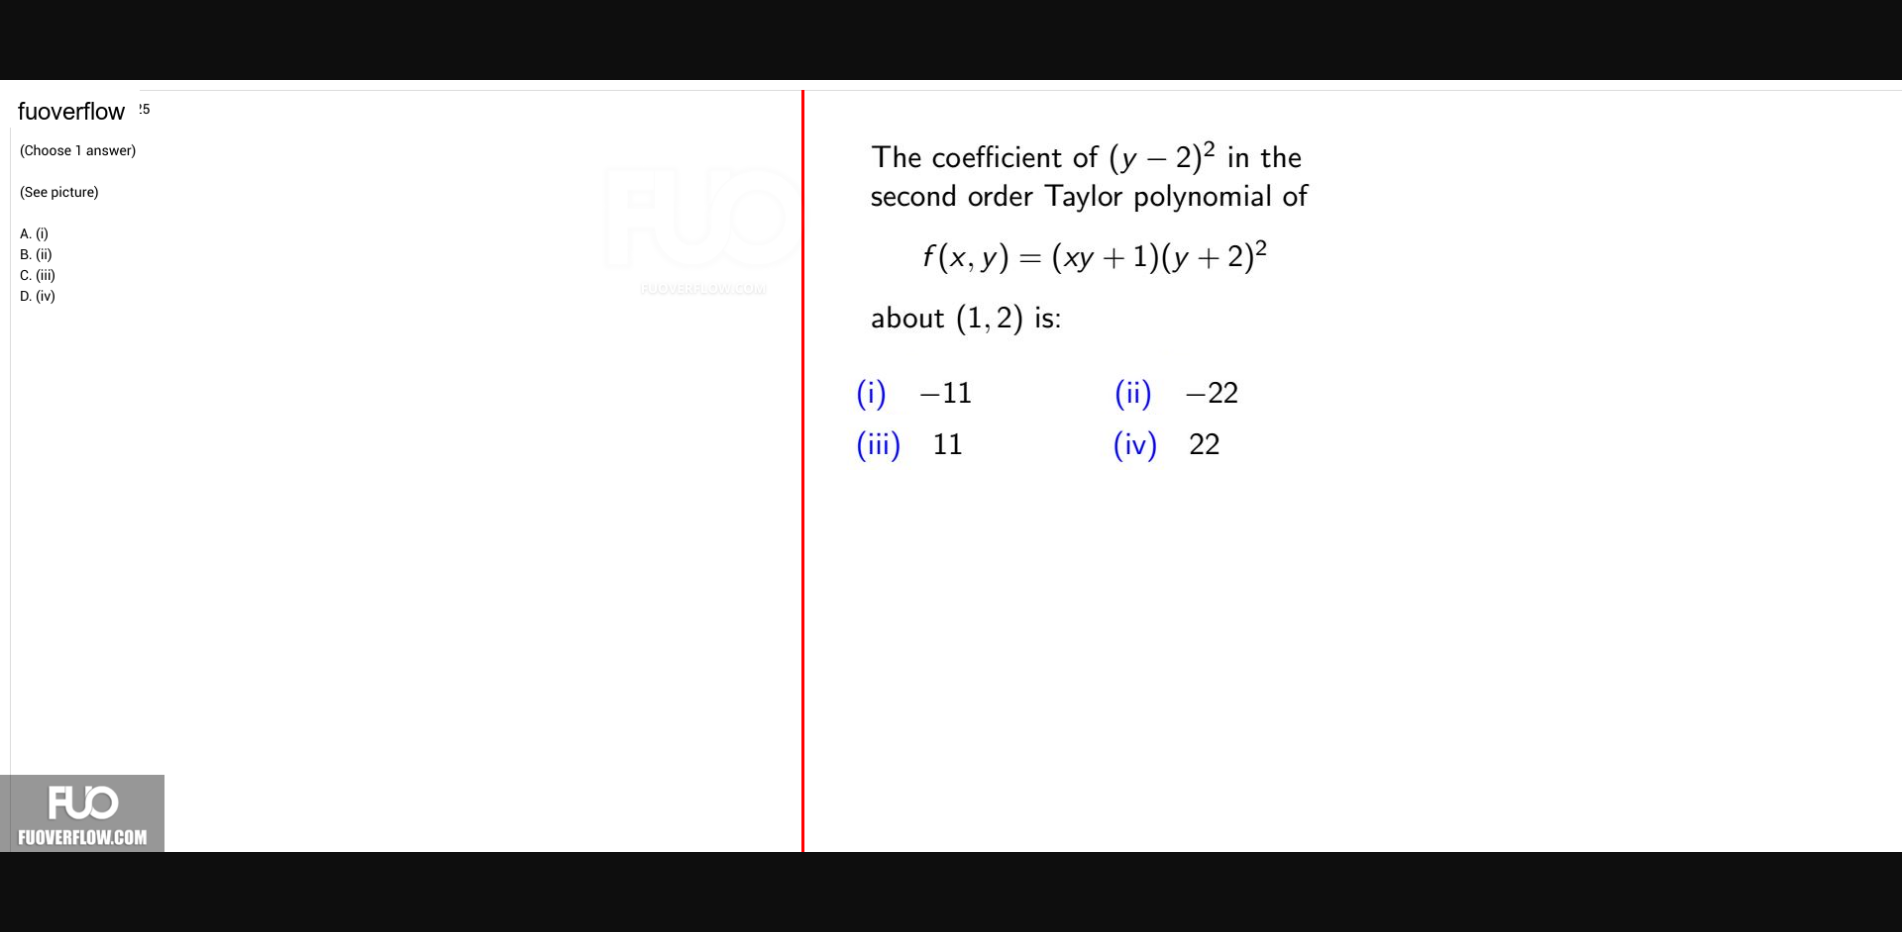 fuoverflow 25
(Choose 1 answer)
(See picture)
A. (i)
B. (ii)
C. (iii)
D. (iv)
FUO
FUOVERFLOW.COM
The coefficient of (y − 2)² in the
second order Taylor polynomial of
f(x, y) = (xy + 1)(y + 2)²
about (1, 2) is:
(i) −11 (ii) −22
(iii) 11 (iv) 22
FUO
FUOVERFLOW.COM